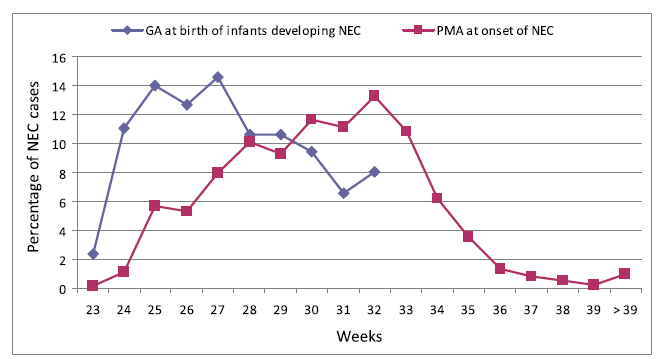 GA at birth of infants developing NEC PMA at onset of NEC
Percentage of NEC cases
16
14
12
10
8
6
4
2
0
23 24 25 26 27 28 29 30 31 32 33 34 35 36 37 38 39 >39
Weeks